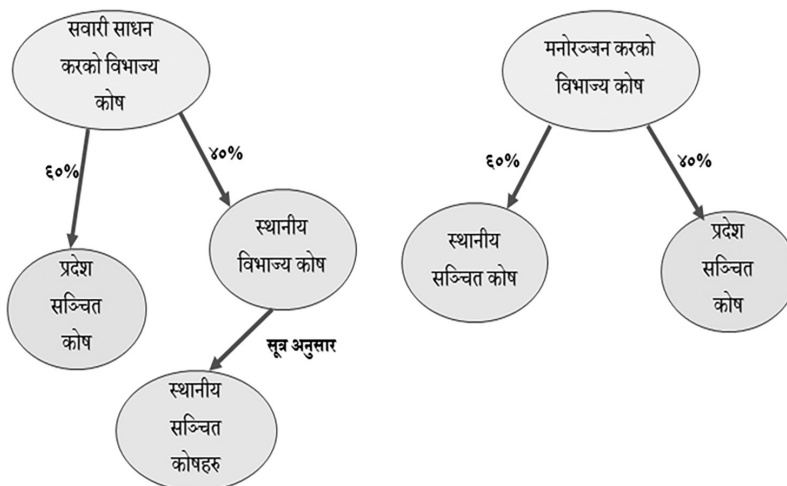 सवारी साधन
करको विभाज्य
कोष
६०%
४०%
प्रदेश
सञ्चित
कोष
स्थानीय
विभाज्य कोष
सूत्र अनुसार
स्थानीय
सञ्चित
कोषहरु
मनोरञ्जन करको
विभाज्य कोष
६०%
४०%
स्थानीय
सञ्चित कोष
प्रदेश
सञ्चित
कोष